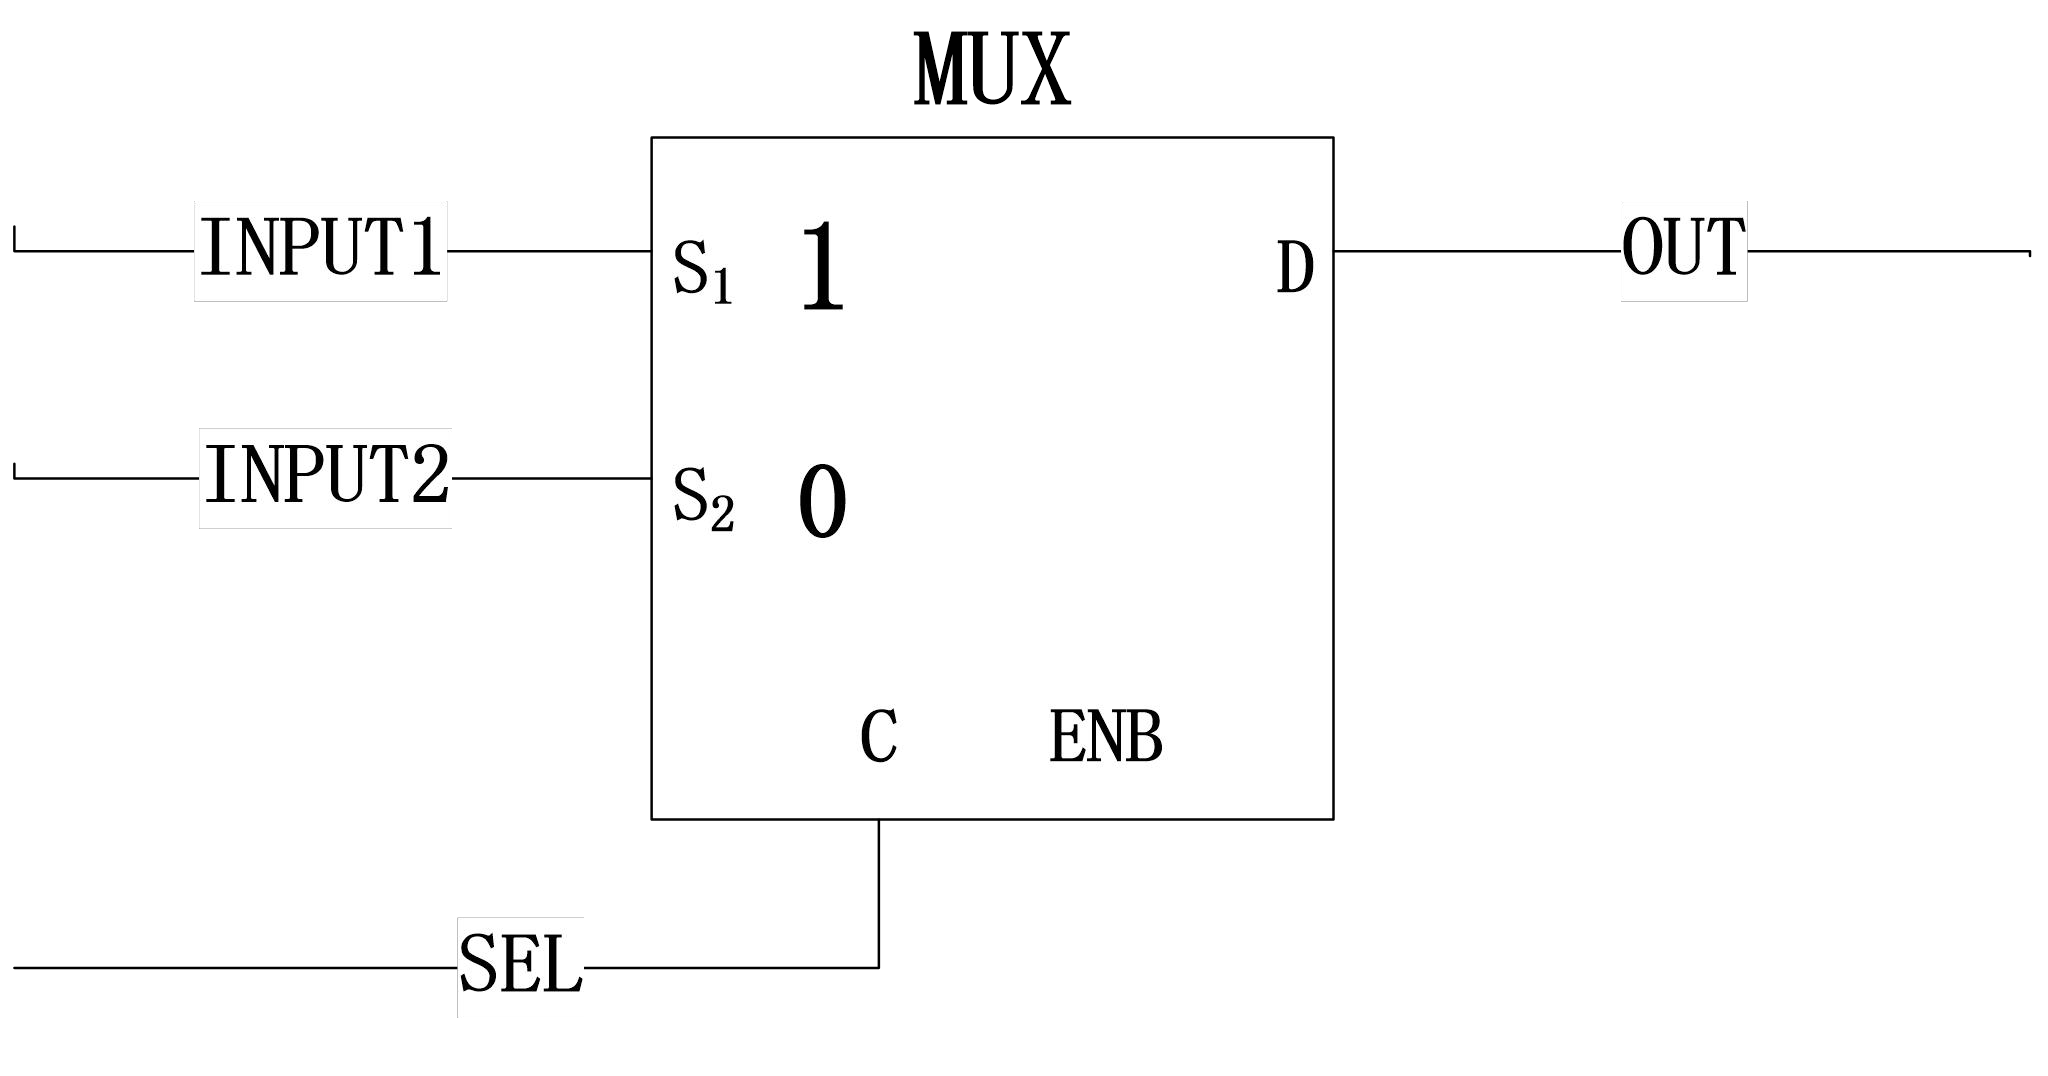 MUX
INPUT1
S1 1
D
OUT
INPUT2
S2 0
C
ENB
SEL